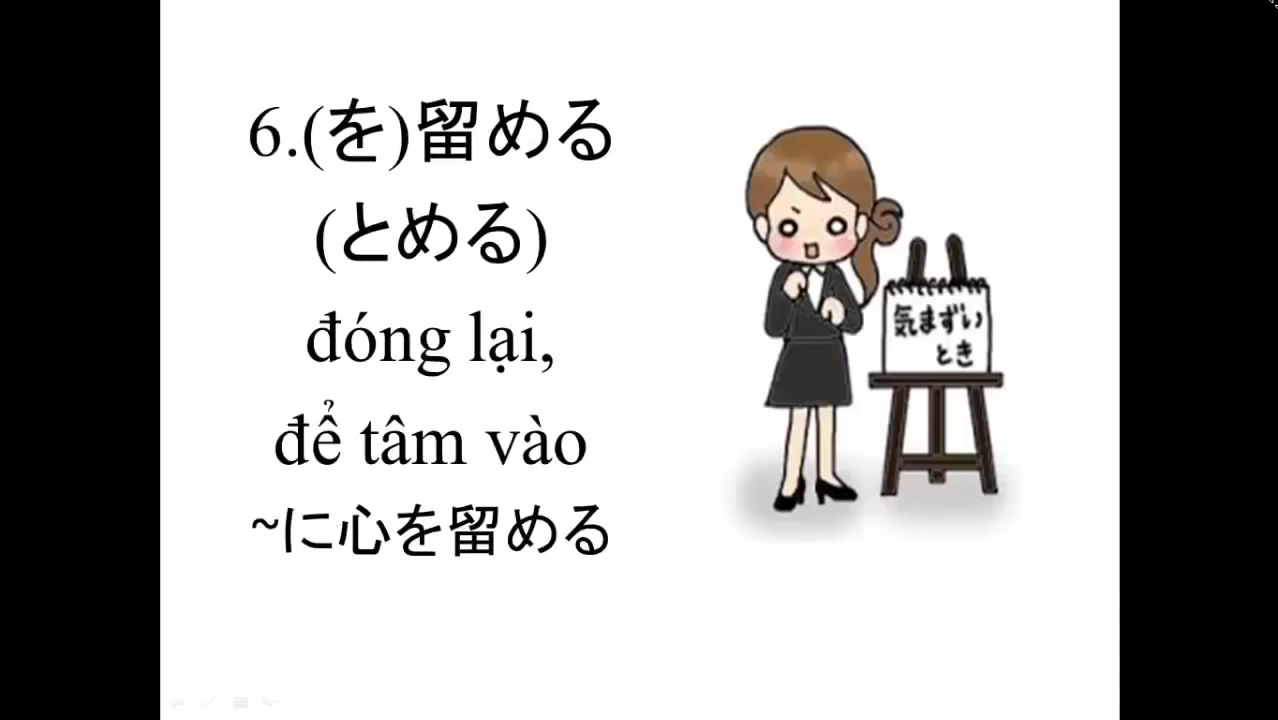 6.(を)留める
(とめる)
đóng lại,
để tâm vào
~に心を留める
気まずい
とき